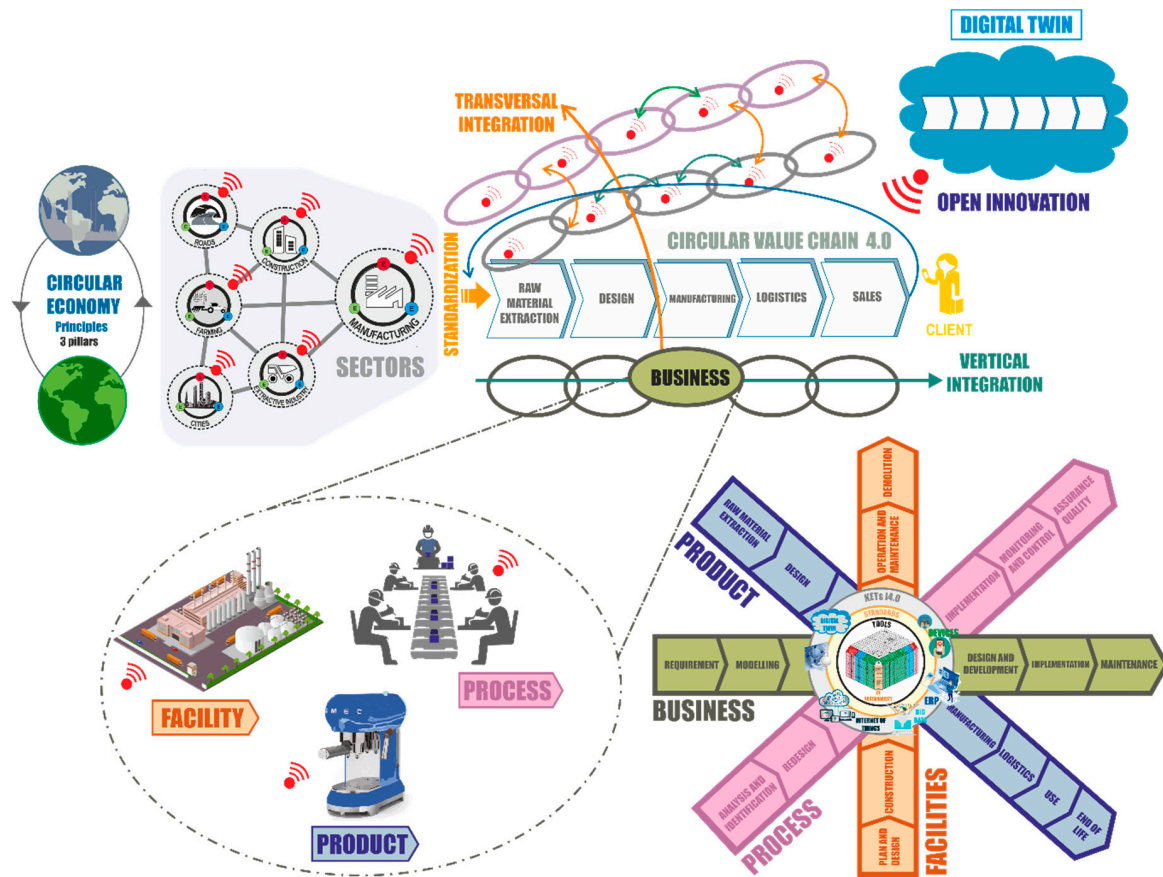 DIGITAL TWIN
TRANSVERSAL
INTEGRATION
OPEN INNOVATION
CIRCULAR
ECONOMY
Principles
3 pillars
ROADS
CONSTRUCTION
FARMING
MANUFACTURING
CITIES
EXTRACTIVE INDUSTRY
SECTORS
STANDARDIZATION
CIRCULAR VALUE CHAIN 4.0
RAW
MATERIAL
EXTRACTION
DESIGN
MANUFACTURING
LOGISTICS
SALES
CLIENT
BUSINESS
VERTICAL
INTEGRATION
FACILITY
PROCESS
SMEG
PRODUCT
DEMOLITION
OPERATION AND
MAINTENANCE
RAW MATERIAL
EXTRACTION
DESIGN
PRODUCT
ASSURANCE
QUALITY
MONITORING
AND CONTROL
IMPLEMENTATION
PROCESS
KETs I4.0
STANDARDS
TOOLS
DIGITAL
TWIN
DEVICES
ERP
BIG
DATA
INTERNET OF
THINGS
REQUIREMENT
MODELLING
DESIGN AND
DEVELOPMENT
IMPLEMENTATION
MAINTENANCE
BUSINESS
MANUFACTURING
LOGISTICS
USE
END OF
LIFE
REDESIGN
ANALYSIS AND
IDENTIFICATION
PROCESS
CONSTRUCTION
PLAN AND
DESIGN
FACILITIES